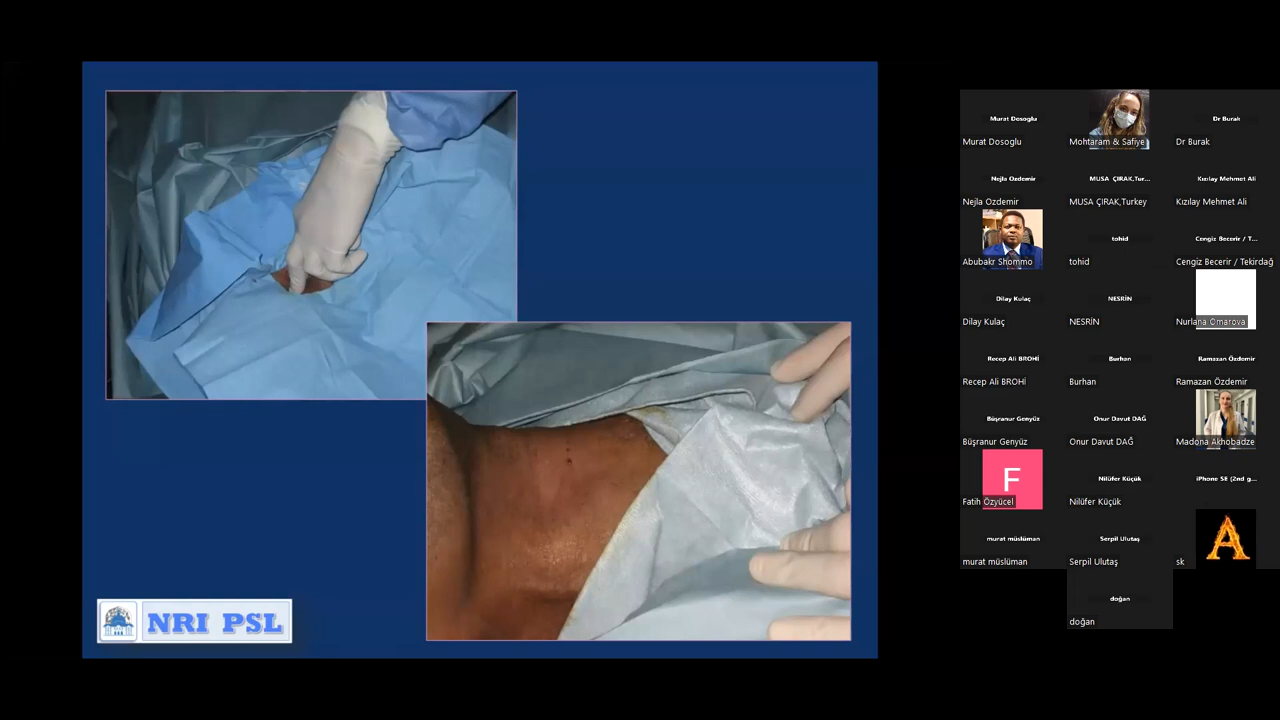 NRI PSL
Murat Dosoglu
Murat Dosoglu
Mohtaram & Safiye
Dr Burak
Dr Burak
Nejla Ozdemir
Nejla Ozdemir
MUSA ÇIRAK,Tur...
MUSA ÇIRAK,Turkey
Kızılay Mehmet Ali
Kızılay Mehmet Ali
Abubakr Shommo
tohid
tohid
Cengiz Becerir / T...
Cengiz Becerir / Tekirdağ
Dilay Kulaç
Dilay Kulaç
NESRİN
NESRİN
Nurlana Omarova
Recep Ali BROHİ
Recep Ali BROHİ
Burhan
Burhan
Ramazan Özdemir
Ramazan Özdemir
Büşranur Genyüz
Büşranur Genyüz
Onur Davut DAĞ
Onur Davut DAĞ
Madona Akhobadze
F
Fatih Özyücel
Nilüfer Küçük
Nilüfer Küçük
iPhone SE (2nd g...
murat müslüman
murat müslüman
Serpil Ulutaş
Serpil Ulutaş
A
sk
doğan
doğan